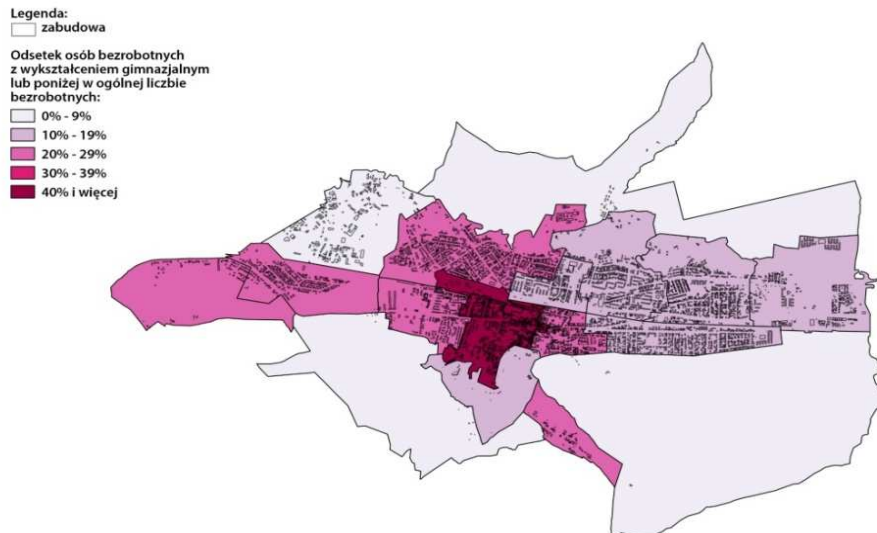 Legenda:
zabudowa
Odsetek osób bezrobotnych
z wykształceniem gimnazjalnym
lub poniżej w ogólnej liczbie
bezrobotnych:
0% - 9%
10% - 19%
20% - 29%
30% - 39%
40% i więcej